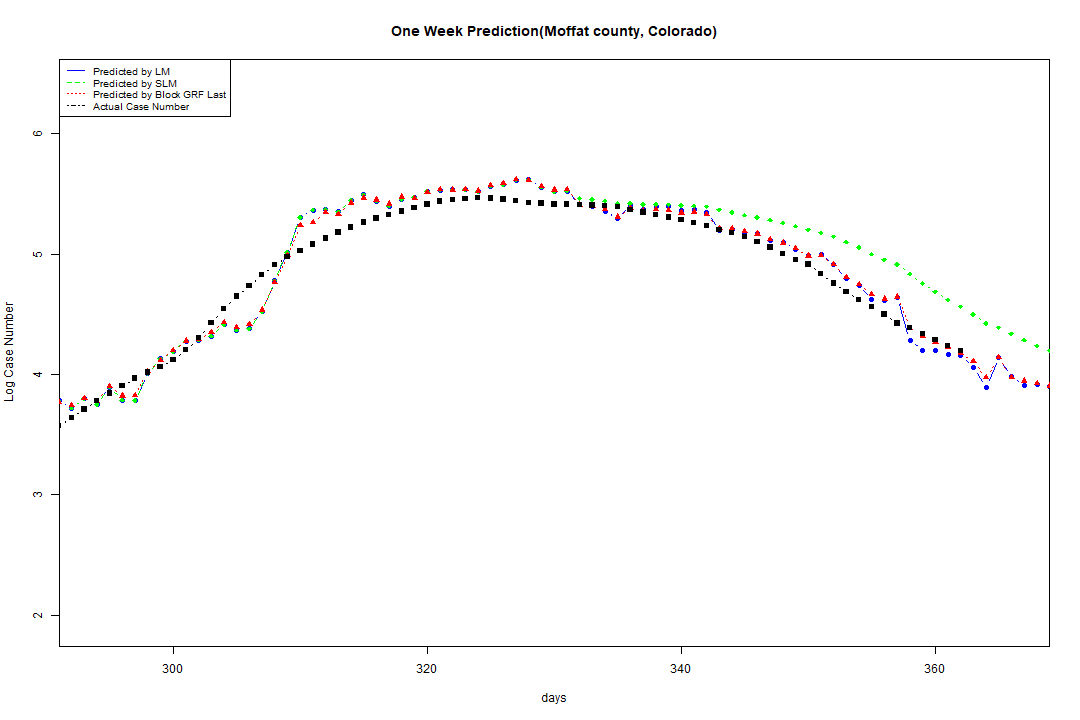 One Week Prediction(Moffat county, Colorado)
Predicted by LM
Predicted by SLM
Predicted by Block GRF Last
Actual Case Number
6
5
4
3
2
Log Case Number
300 320 340 360
days